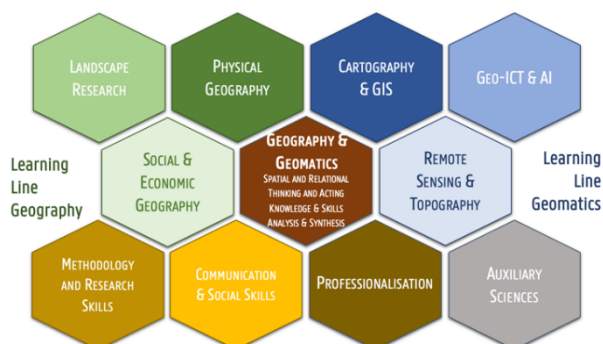 LANDSCAPE
RESEARCH
PHYSICAL
GEOGRAPHY
CARTOGRAPHY
& GIS
GEO-ICT & AI
Learning
Line
Geography
SOCIAL &
ECONOMIC
GEOGRAPHY
GEOGRAPHY &
GEOMATICS
SPATIAL AND RELATIONAL
THINKING AND ACTING
KNOWLEDGE & SKILLS
ANALYSIS & SYNTHESIS
REMOTE
SENSING &
TOPOGRAPHY
Learning
Line
Geomatics
METHODOLOGY
AND RESEARCH
SKILLS
COMMUNICATION
& SOCIAL SKILLS
PROFESSIONALISATION
AUXILIARY
SCIENCES